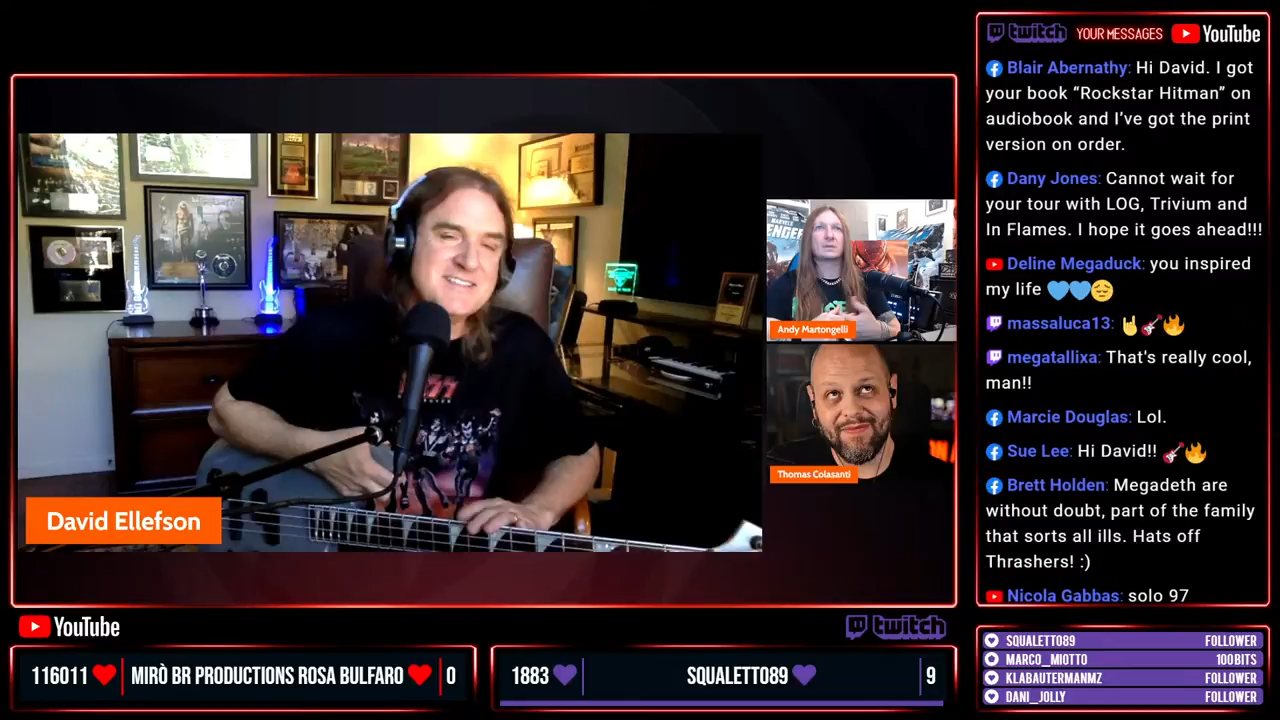 twitch YOUR MESSAGES YouTube
Blair Abernathy: Hi David. I got
your book “Rockstar Hitman” on
audiobook and I’ve got the print
version on order.
Dany Jones: Cannot wait for
your tour with LOG, Trivium and
In Flames. I hope it goes ahead!!!
Deline Megaduck: you inspired
my life 💙💙😔
massaluca13: 🤘🎸🔥
megatallixa: That's really cool,
man!!
Marcie Douglas: Lol.
Sue Lee: Hi David!! 🎸🔥
Brett Holden: Megadeth are
without doubt, part of the family
that sorts all ills. Hats off
Thrashers! :)
Nicola Gabbas: solo 97
David Ellefson
Andy Martongelli
Thomas Colasanti
YouTube
twitch
116011 MIRÒ BR PRODUCTIONS ROSA BULFARO 0
1883 SQUALETTO89 9
SQUALETTO89 FOLLOWER
MARCO_MIOTTO 100BITS
KLABAUTERMANMZ FOLLOWER
DANI_JOLLY FOLLOWER